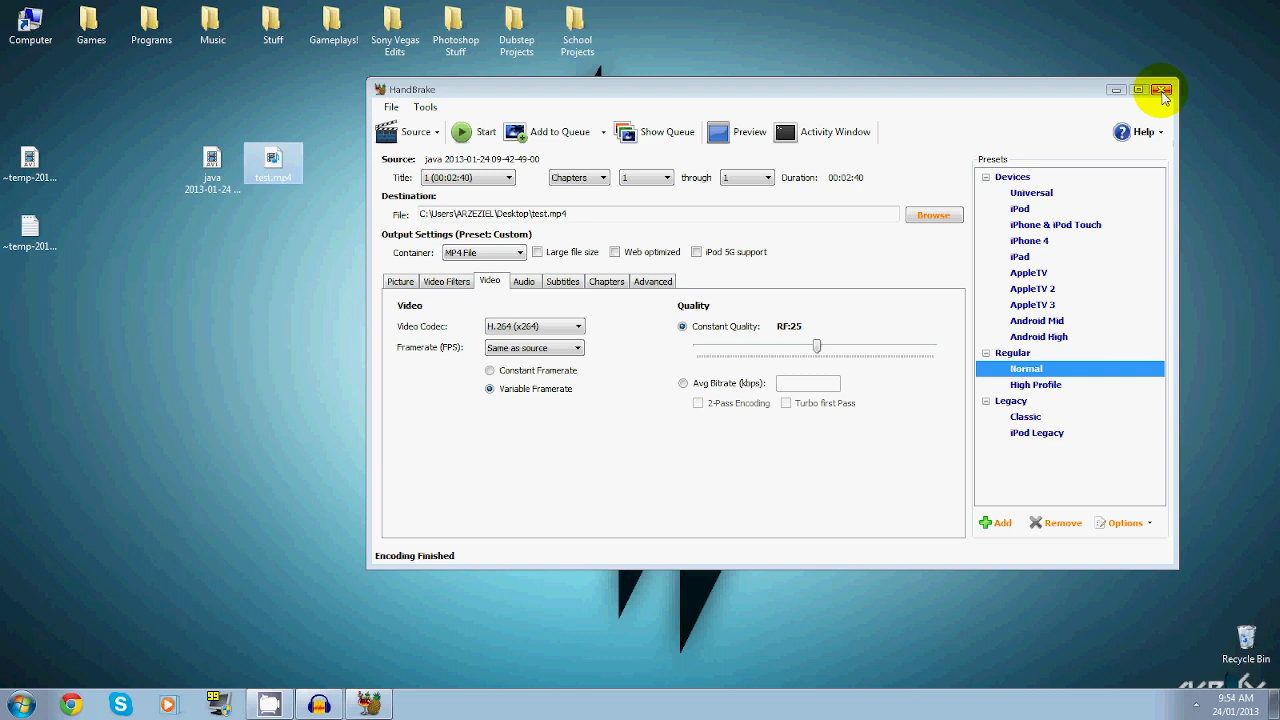 Computer
Games
Programs
Music
Stuff
Gameplays!
Sony Vegas
Edits
Photoshop
Stuff
Dubstep
Projects
School
Projects
~temp-201...
java
2013-01-24 ...
test.mp4
~temp-201...
HandBrake
File Tools
Source Start Add to Queue Show Queue Preview Activity Window Help
Source: java 2013-01-24 09-42-49-00
Title: 1 (00:02:40) Chapters 1 through 1 Duration: 00:02:40
Destination:
File: C:\Users\ARZEZIEL\Desktop\test.mp4 Browse
Output Settings (Preset: Custom)
Container: MP4 File Large file size Web optimized iPod 5G support
Picture Video Filters Video Audio Subtitles Chapters Advanced
Video
Video Codec: H.264 (x264)
Framerate (FPS): Same as source
Constant Framerate
Variable Framerate
Quality
Constant Quality: RF:25
Avg Bitrate (kbps):
2-Pass Encoding Turbo first Pass
Presets
Devices
Universal
iPod
iPhone & iPod Touch
iPhone 4
iPad
AppleTV
AppleTV 2
AppleTV 3
Android Mid
Android High
Regular
Normal
High Profile
Legacy
Classic
iPod Legacy
Add Remove Options
Encoding Finished
Recycle Bin
99
9:54 AM
24/01/2013